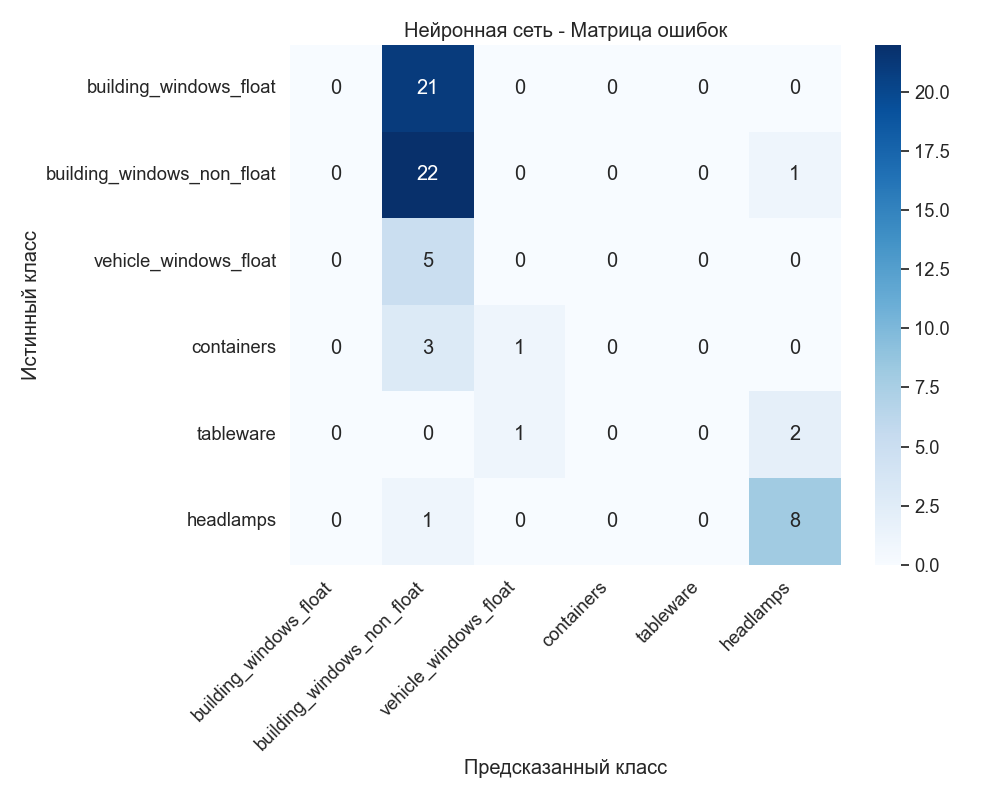 Нейронная сеть - Матрица ошибок
building_windows_float 0 21 0 0 0 0
building_windows_non_float 0 22 0 0 0 1
vehicle_windows_float 0 5 0 0 0 0
containers 0 3 1 0 0 0
tableware 0 0 1 0 0 2
headlamps 0 1 0 0 0 8
Истинный класс
building_windows_float
building_windows_non_float
vehicle_windows_float
containers
tableware
headlamps
Предсказанный класс
20.0
17.5
15.0
12.5
10.0
7.5
5.0
2.5
0.0